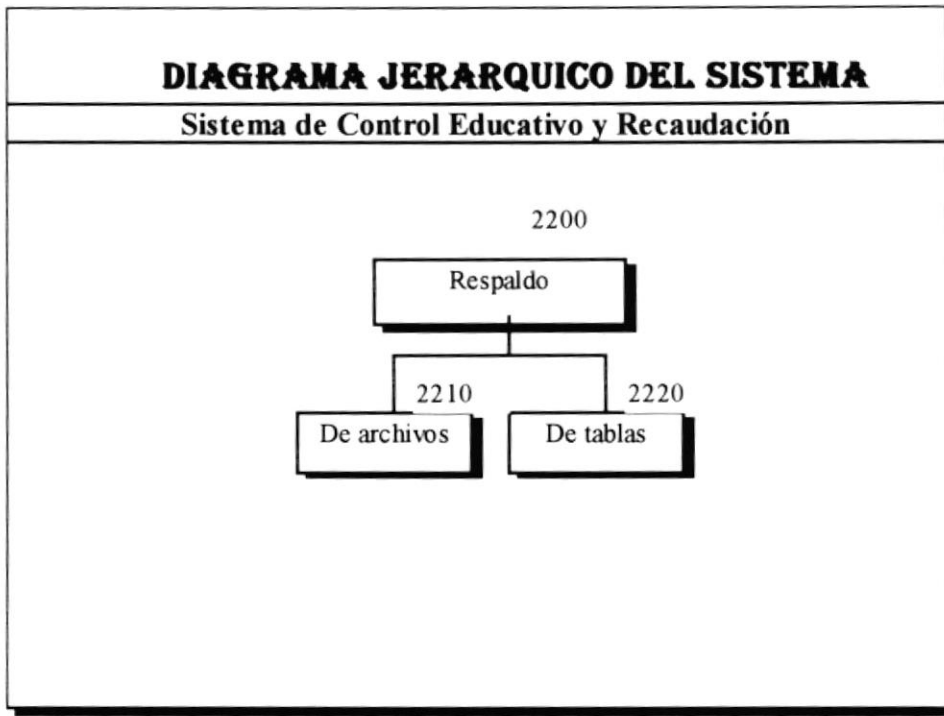 DIAGRAMA JERARQUICO DEL SISTEMA
Sistema de Control Educativo y Recaudación
2200
Respaldo
2210
2220
De archivos
De tablas